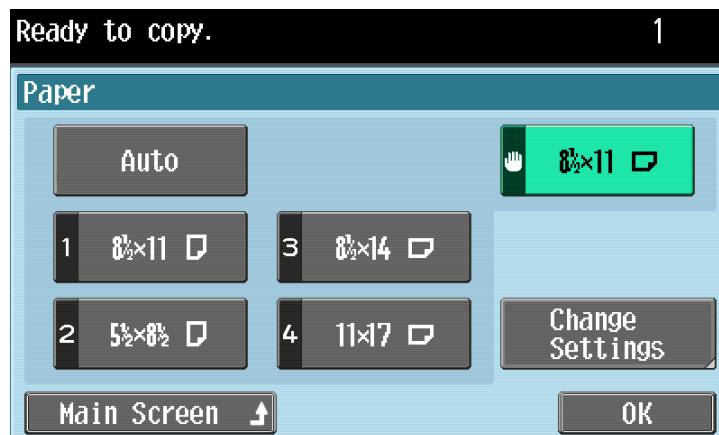 Ready to copy. 1
Paper
Auto
8½×11
1 8½×11
3 8½×14
2 5½×8½
4 11×17
Change
Settings
Main Screen
OK